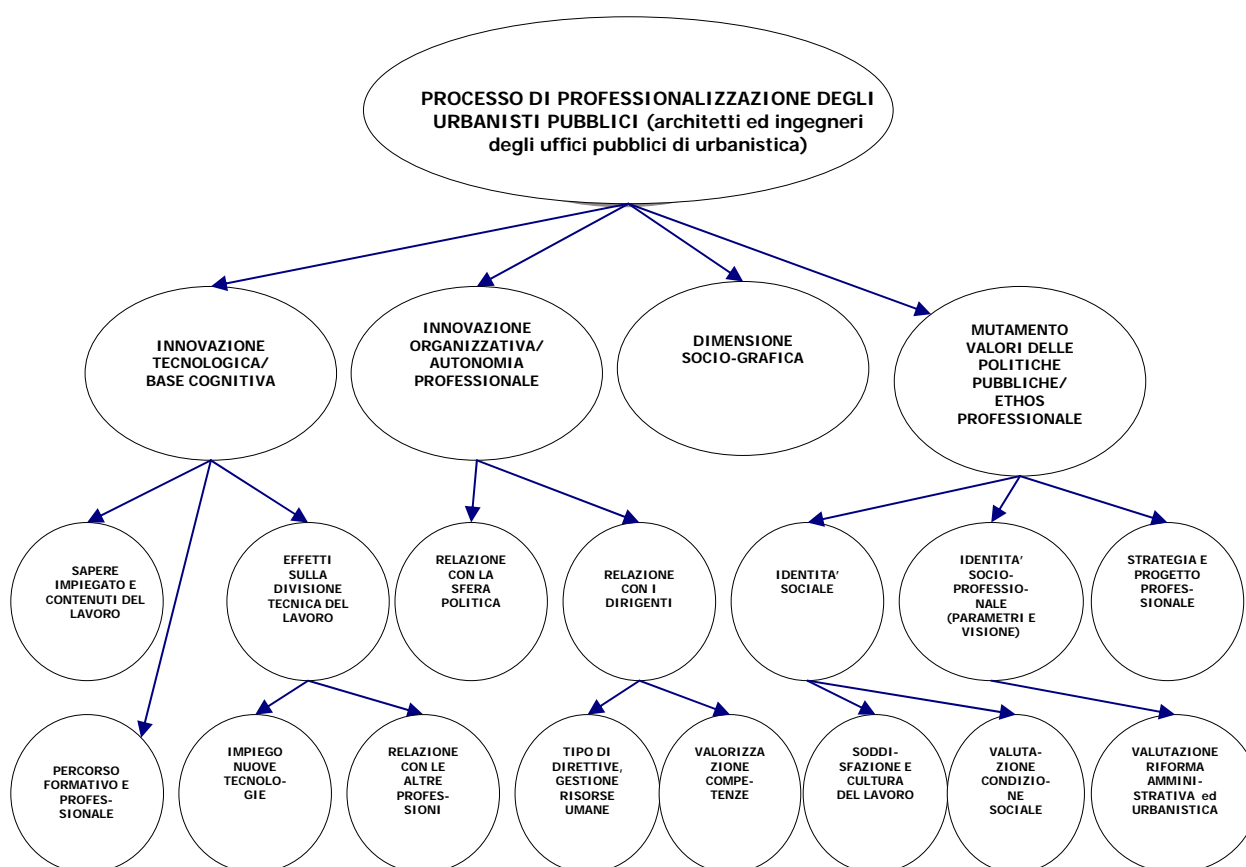 PROCESSO DI PROFESSIONALIZZAZIONE DEGLI
URBANISTI PUBBLICI (architetti ed ingegneri
degli uffici pubblici di urbanistica)
INNOVAZIONE
TECNOLOGICA/
BASE COGNITIVA
INNOVAZIONE
ORGANIZZATIVA/
AUTONOMIA
PROFESSIONALE
DIMENSIONE
SOCIO-GRAFICA
MUTAMENTO
VALORI DELLE
POLITICHE
PUBBLICHE/
ETHOS
PROFESSIONALE
SAPERE
IMPIEGATO E
CONTENUTI DEL
LAVORO
EFFETTI
SULLA
DIVISIONE
TECNICA DEL
LAVORO
RELAZIONE
CON LA
SFERA
POLITICA
RELAZIONE
CON I
DIRIGENTI
IDENTITA'
SOCIALE
IDENTITA'
SOCIO-
PROFESSIO-
NALE
(PARAMETRI E
VISIONE)
STRATEGIA E
PROGETTO
PROFES-
SIONALE
PERCORSO
FORMATIVO E
PROFES-
SIONALE
IMPIEGO
NUOVE
TECNOLO-
GIE
RELAZIONE
CON LE
ALTRE
PROFES-
SIONI
TIPO DI
DIRETTIVE,
GESTIONE
RISORSE
UMANE
VALORIZZA
ZIONE
COMPE-
TENZE
SODDI-
SFAZIONE E
CULTURA
DEL LAVORO
VALUTA-
ZIONE
CONDIZIO-
NE
SOCIALE
VALUTAZIONE
RIFORMA
AMMINI-
STRATIVA ed
URBANISTICA